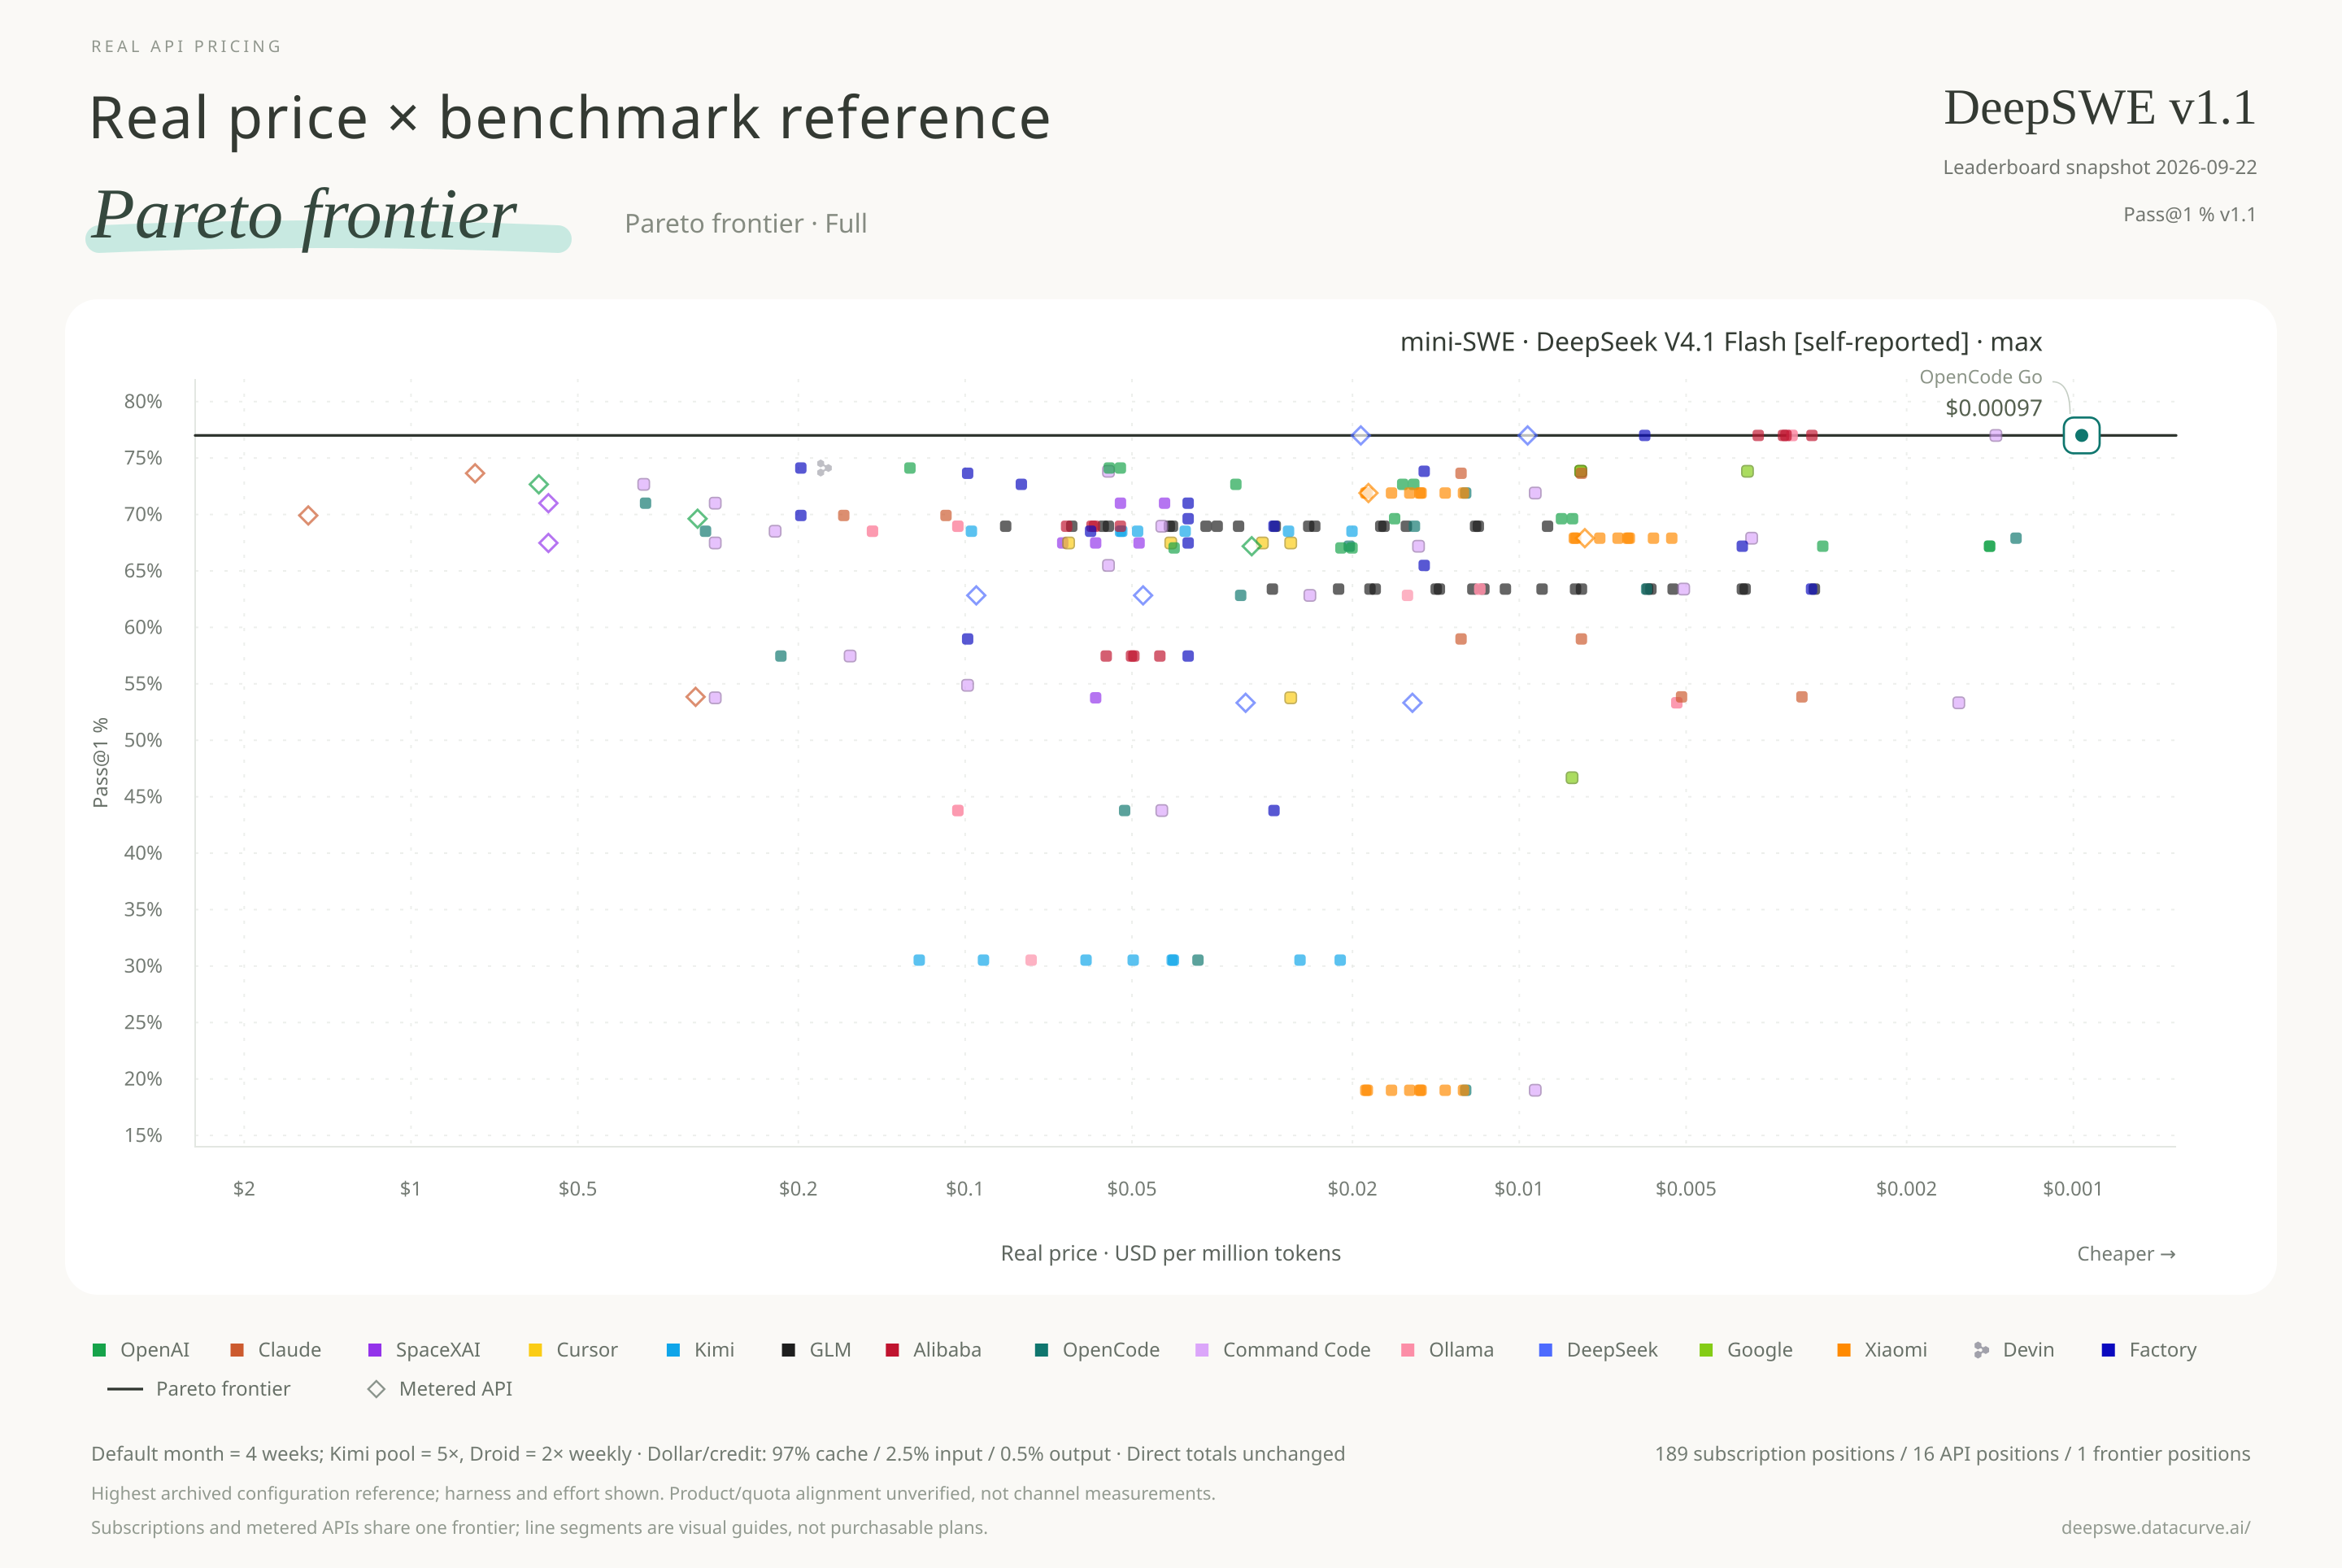 REAL API PRICING
Real price × benchmark reference
DeepSWE v1.1
Leaderboard snapshot 2026-09-22
Pareto frontier
Pareto frontier · Full
Pass@1 % v1.1
mini-SWE · DeepSeek V4.1 Flash [self-reported] · max
OpenCode Go
$0.00097
80%
75%
70%
65%
60%
55%
50%
45%
40%
35%
30%
25%
20%
15%
Pass@1 %
$2 $1 $0.5 $0.2 $0.1 $0.05 $0.02 $0.01 $0.005 $0.002 $0.001
Real price · USD per million tokens
Cheaper →
OpenAI Claude SpaceXAI Cursor Kimi GLM Alibaba OpenCode Command Code Ollama DeepSeek Google Xiaomi Devin Factory
Pareto frontier Metered API
Default month = 4 weeks; Kimi pool = 5×, Droid = 2× weekly · Dollar/credit: 97% cache / 2.5% input / 0.5% output · Direct totals unchanged
189 subscription positions / 16 API positions / 1 frontier positions
Highest archived configuration reference; harness and effort shown. Product/quota alignment unverified, not channel measurements.
Subscriptions and metered APIs share one frontier; line segments are visual guides, not purchasable plans.
deepswe.datacurve.ai/